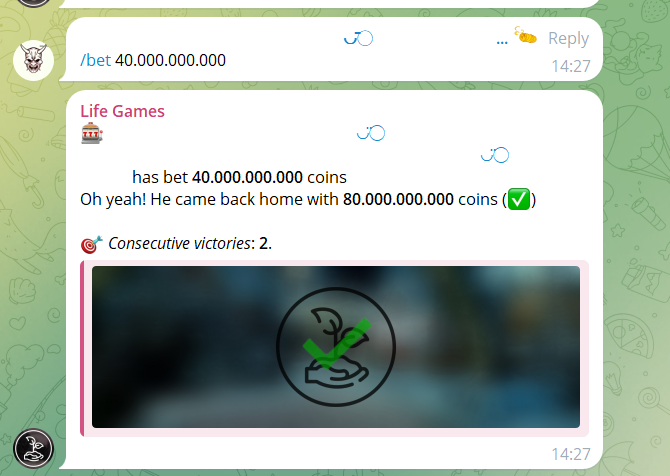 ... Reply
/bet 40.000.000.000
14:27
Life Games
has bet 40.000.000.000 coins
Oh yeah! He came back home with 80.000.000.000 coins (✅)
🎯 Consecutive victories: 2.
14:27